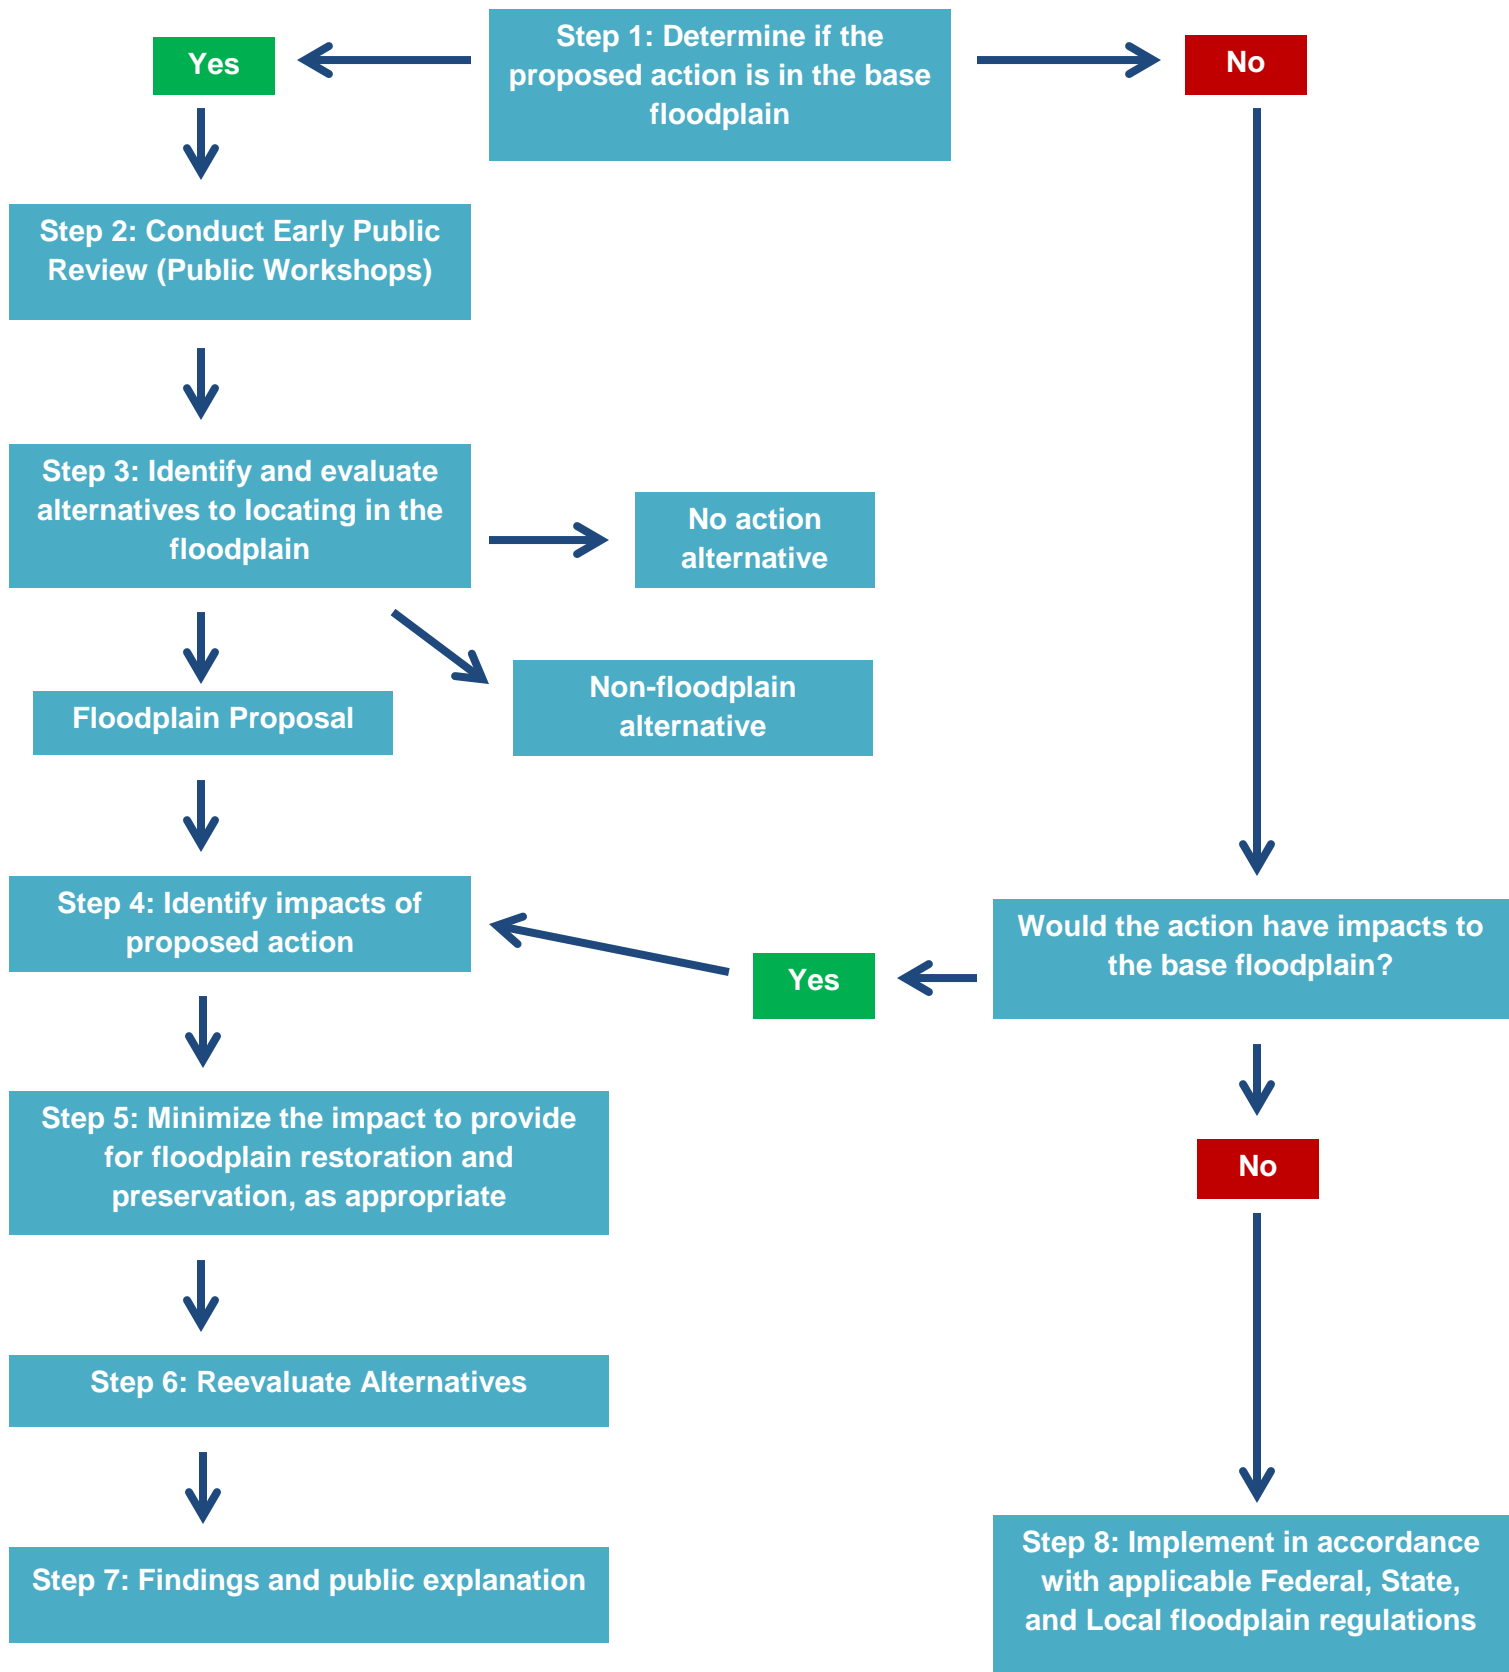 Step 1: Determine if the
proposed action is in the base
floodplain
Yes
No
Step 2: Conduct Early Public
Review (Public Workshops)
Step 3: Identify and evaluate
alternatives to locating in the
floodplain
No action
alternative
Non-floodplain
alternative
Floodplain Proposal
Step 4: Identify impacts of
proposed action
Would the action have impacts to
the base floodplain?
Yes
No
Step 5: Minimize the impact to provide
for floodplain restoration and
preservation, as appropriate
Step 6: Reevaluate Alternatives
Step 7: Findings and public explanation
Step 8: Implement in accordance
with applicable Federal, State,
and Local floodplain regulations